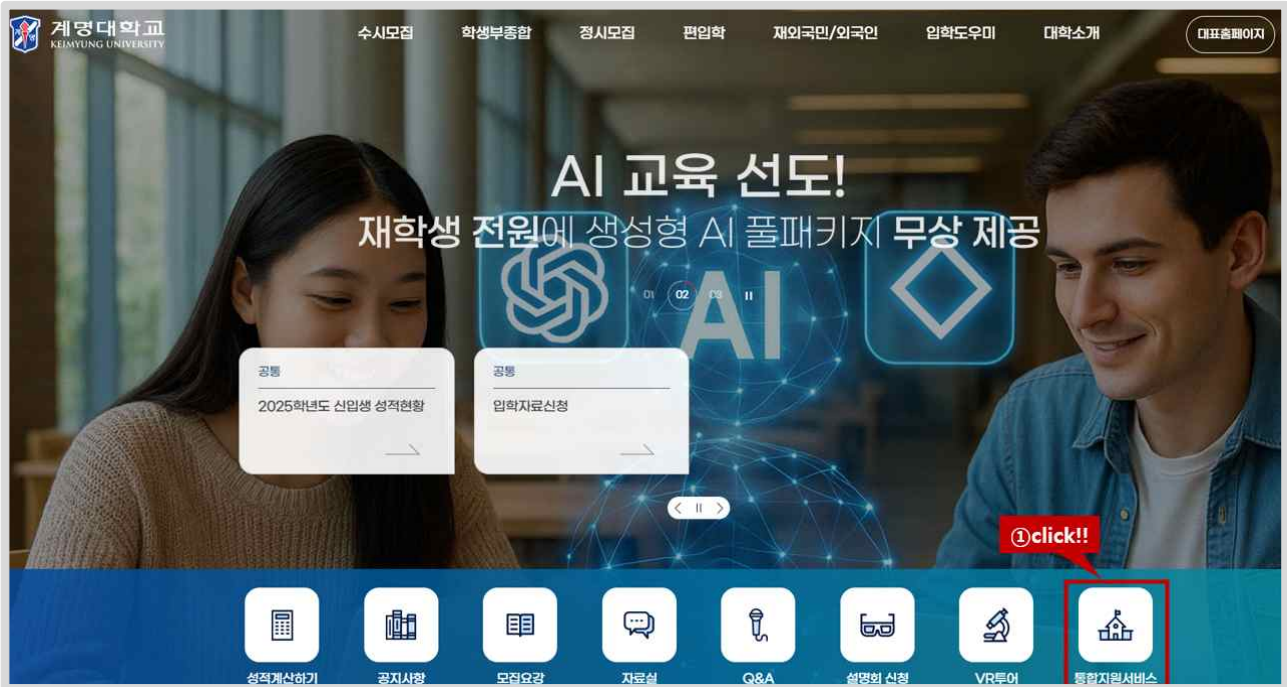 계명대학교
KEIMYUNG UNIVERSITY
수시모집 학생부종합 정시모집 편입학 재외국민/외국인 입학도우미 대학소개 대표홈페이지
AI 교육 선도!
재학생 전원에 생성형 AI 풀패키지 무상 제공
01 02 03
AI
공통
2025학년도 신입생 성적현황
공통
입학자료신청
①click!!
성적계산하기 공지사항 모집요강 자료실 Q&A 설명회 신청 VR투어 통합지원서비스